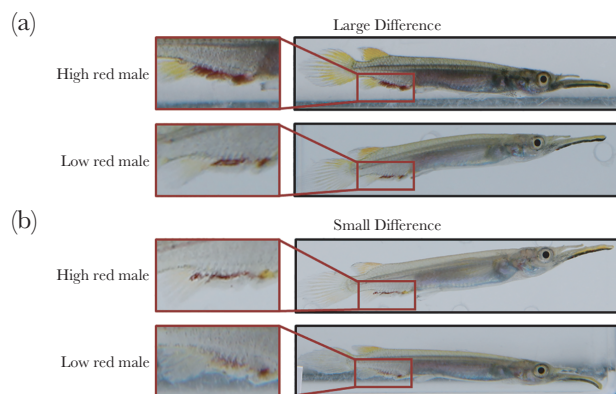 (a)
Large Difference
High red male
Low red male
(b)
Small Difference
High red male
Low red male